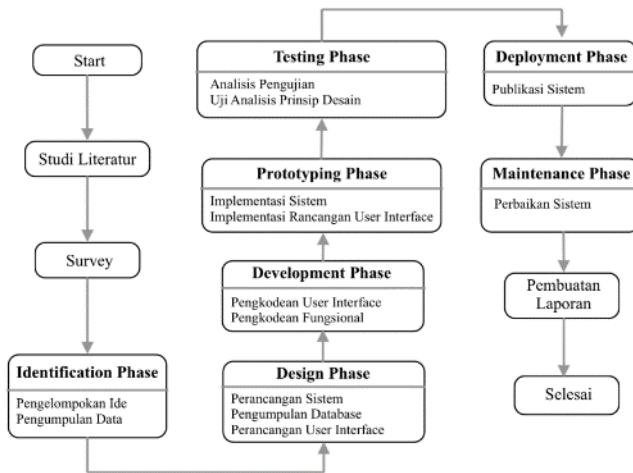 Start
Studi Literatur
Survey
Identification Phase
Pengelompokan Ide
Pengumpulan Data
Design Phase
Perancangan Sistem
Pengumpulan Database
Perancangan User Interface
Development Phase
Pengkodean User Interface
Pengkodean Fungsional
Prototyping Phase
Implementasi Sistem
Implementasi Rancangan User Interface
Testing Phase
Analisis Pengujian
Uji Analisis Prinsip Desain
Deployment Phase
Publikasi Sistem
Maintenance Phase
Perbaikan Sistem
Pembuatan
Laporan
Selesai